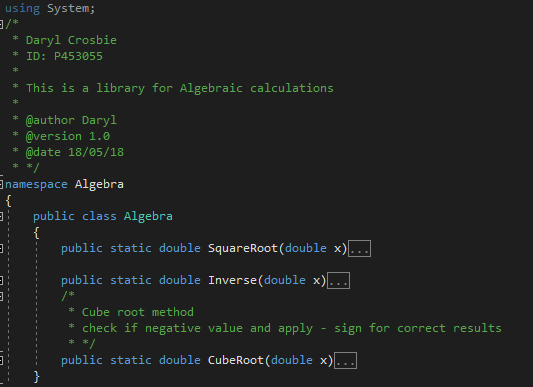 using System;
/*
 * Daryl Crosbie
 * ID: P453055
 *
 * This is a library for Algebraic calculations
 *
 * @author Daryl
 * @version 1.0
 * @date 18/05/18
 * */
namespace Algebra
{
    public class Algebra
    {
        public static double SquareRoot(double x)...
        public static double Inverse(double x)...
        /*
         * Cube root method
         * check if negative value and apply - sign for correct results
         * */
        public static double CubeRoot(double x)...
    }